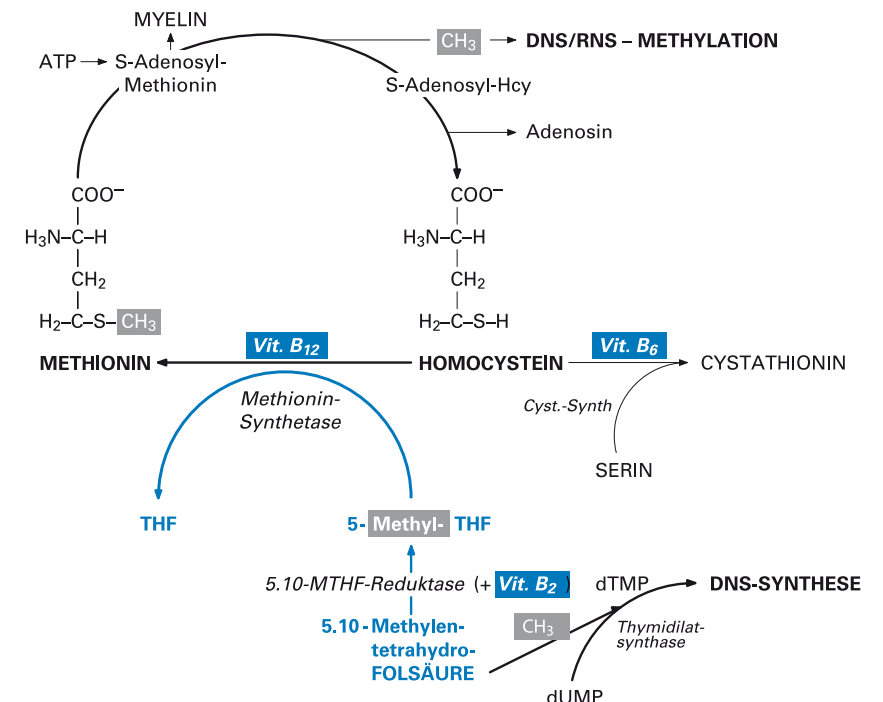 MYELIN
CH₃ DNS/RNS – METHYLATION
ATP S-Adenosyl-
Methionin
S-Adenosyl-Hcy
Adenosin
COO⁻
H₃N–C–H
CH₂
H₂–C–S–CH₃
COO⁻
H₃N–C–H
CH₂
H₂–C–S–H
METHIONIN
Vit. B₁₂
HOMOCYSTEIN
Vit. B₆
CYSTATHIONIN
Methionin-
Synthetase
Cyst.-Synth
SERIN
THF
5-Methyl-THF
5.10-MTHF-Reduktase (+ Vit. B₂)
dTMP
DNS-SYNTHESE
5.10-Methylen-
tetrahydro-
FOLSÄURE
CH₃
Thymidilat-
synthase
dUMP